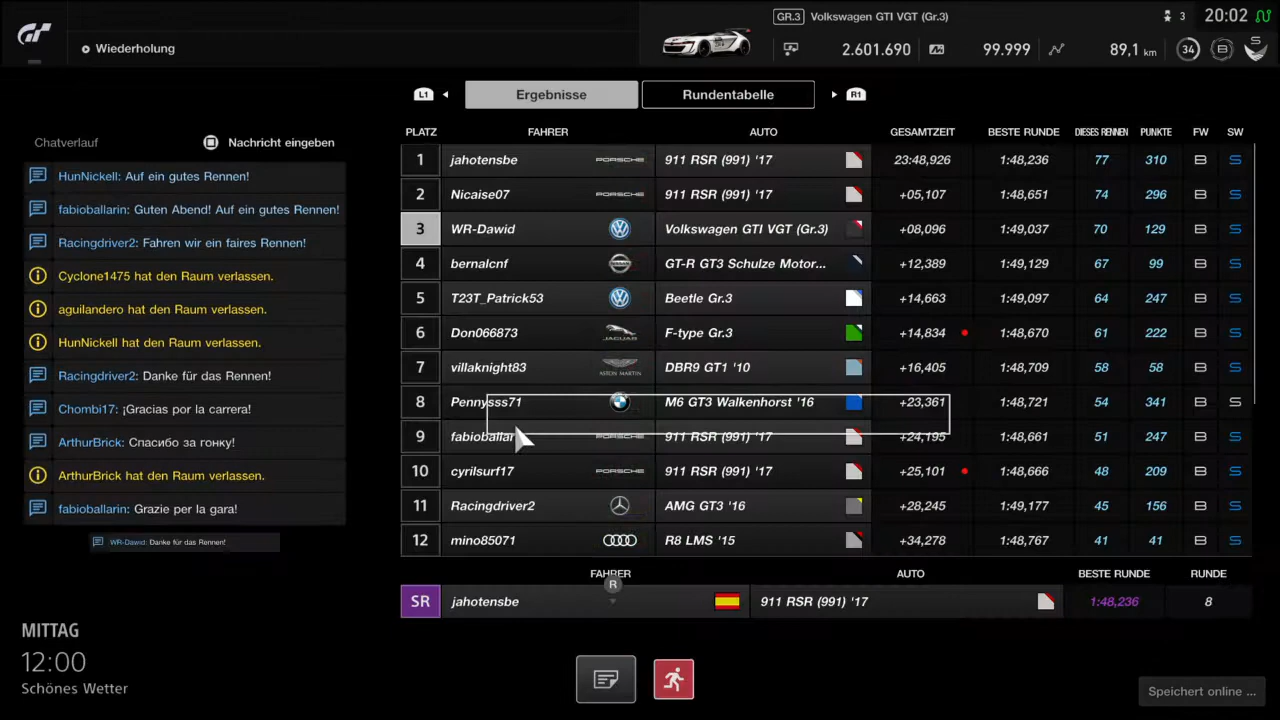 GR.3 Volkswagen GTI VGT (Gr.3)
3 20:02
Wiederholung
2.601.690 99.999 89,1 km 34 B S
L1 Ergebnisse Rundentabelle R1
Chatverlauf Nachricht eingeben
HunNickell: Auf ein gutes Rennen!
fabioballarin: Guten Abend! Auf ein gutes Rennen!
Racingdriver2: Fahren wir ein faires Rennen!
Cyclone1475 hat den Raum verlassen.
aguilandero hat den Raum verlassen.
HunNickell hat den Raum verlassen.
Racingdriver2: Danke für das Rennen!
Chombi17: ¡Gracias por la carrera!
ArthurBrick: Спасибо за гонку!
ArthurBrick hat den Raum verlassen.
fabioballarin: Grazie per la gara!
WR-Dawid: Danke für das Rennen!
PLATZ FAHRER AUTO GESAMTZEIT BESTE RUNDE DIESES RENNEN PUNKTE FW SW
1 jahotensbe PORSCHE 911 RSR (991) '17 23:48,926 1:48,236 77 310 B S
2 Nicaise07 PORSCHE 911 RSR (991) '17 +05,107 1:48,651 74 296 B S
3 WR-Dawid Volkswagen GTI VGT (Gr.3) +08,096 1:49,037 70 129 B S
4 bernalcnf GT-R GT3 Schulze Motor... +12,389 1:49,129 67 99 B S
5 T23T_Patrick53 Beetle Gr.3 +14,663 1:49,097 64 247 B S
6 Don066873 JAGUAR F-type Gr.3 +14,834 1:48,670 61 222 B S
7 villaknight83 ASTON MARTIN DBR9 GT1 '10 +16,405 1:48,709 58 58 B S
8 Pennysss71 M6 GT3 Walkenhorst '16 +23,361 1:48,721 54 341 B S
9 fabioballarin PORSCHE 911 RSR (991) '17 +24,195 1:48,661 51 247 B S
10 cyrilsurf17 PORSCHE 911 RSR (991) '17 +25,101 1:48,666 48 209 B S
11 Racingdriver2 AMG GT3 '16 +28,245 1:49,177 45 156 B S
12 mino85071 R8 LMS '15 +34,278 1:48,767 41 41 B S
FAHRER AUTO BESTE RUNDE RUNDE
R
SR jahotensbe 911 RSR (991) '17 1:48,236 8
MITTAG
12:00
Schönes Wetter
Speichert online ...